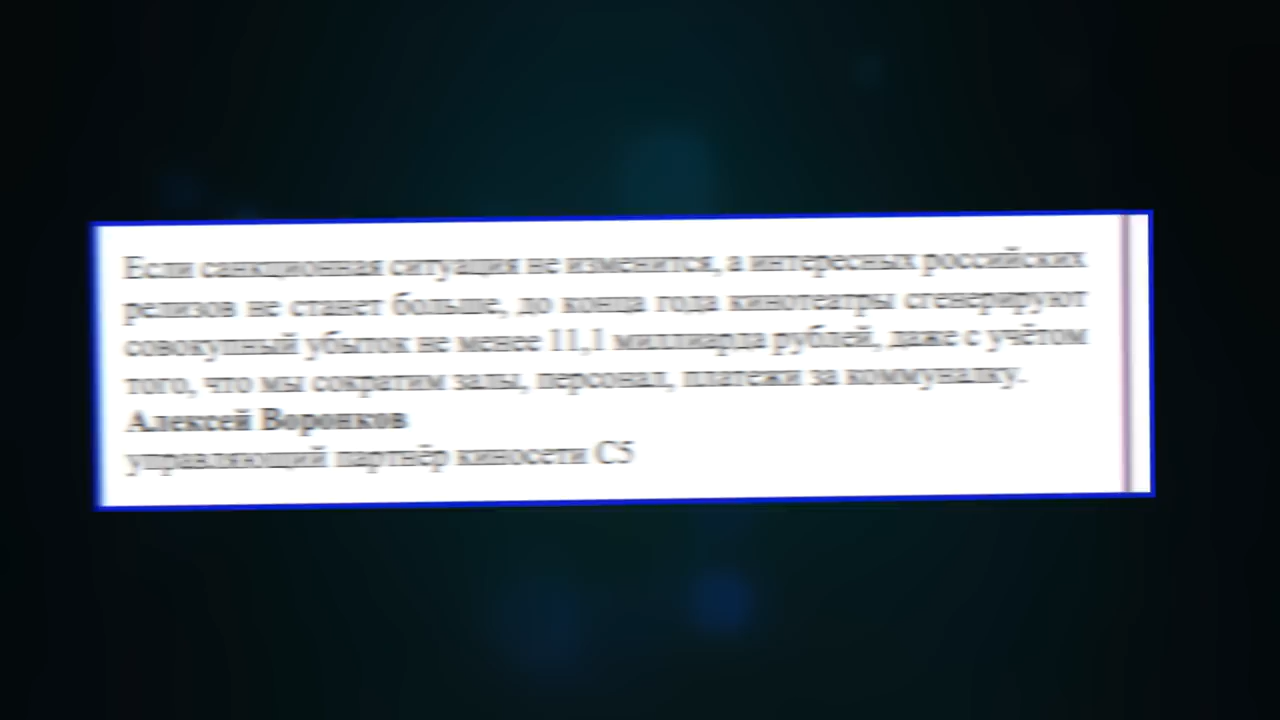 Если санкционная ситуация не изменится, а интересных российских
релизов не станет больше, до конца года кинотеатры сгенерируют
совокупный убыток не менее 11,1 миллиарда рублей, даже с учётом
того, что мы сократим залы, персонал, платежи за коммуналку.
Алексей Воронков
управляющий партнёр киносети С5